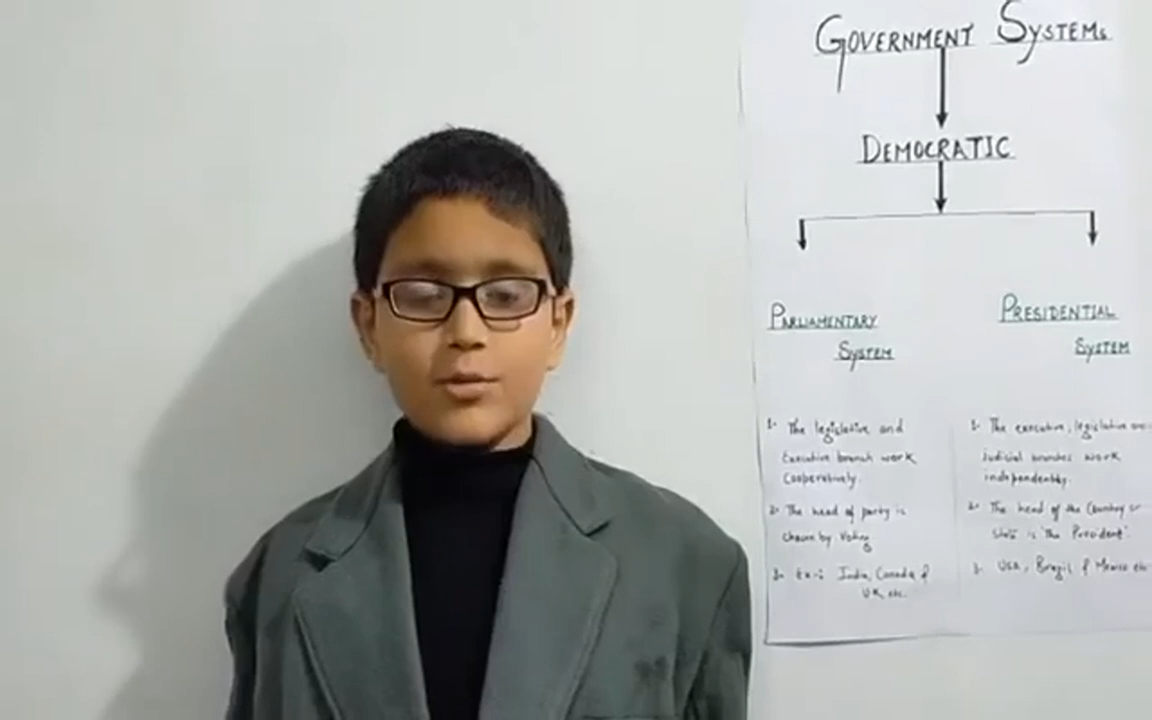 GOVERNMENT SYSTEMs
DEMOCRATIC
PARLIAMENTARY
SYSTEM
1- The legislative and
Executive branch work
Cooperatively.
2- The head of party is
chosen by Voting
3- Ex-: India, Canada &
UK etc.
PRESIDENTIAL
SYSTEM
1- The executive, legislative
Judicial branches work
independently.
2- The head of the Country or
State is 'The President'.
3- USA, Brazil & Mexico etc